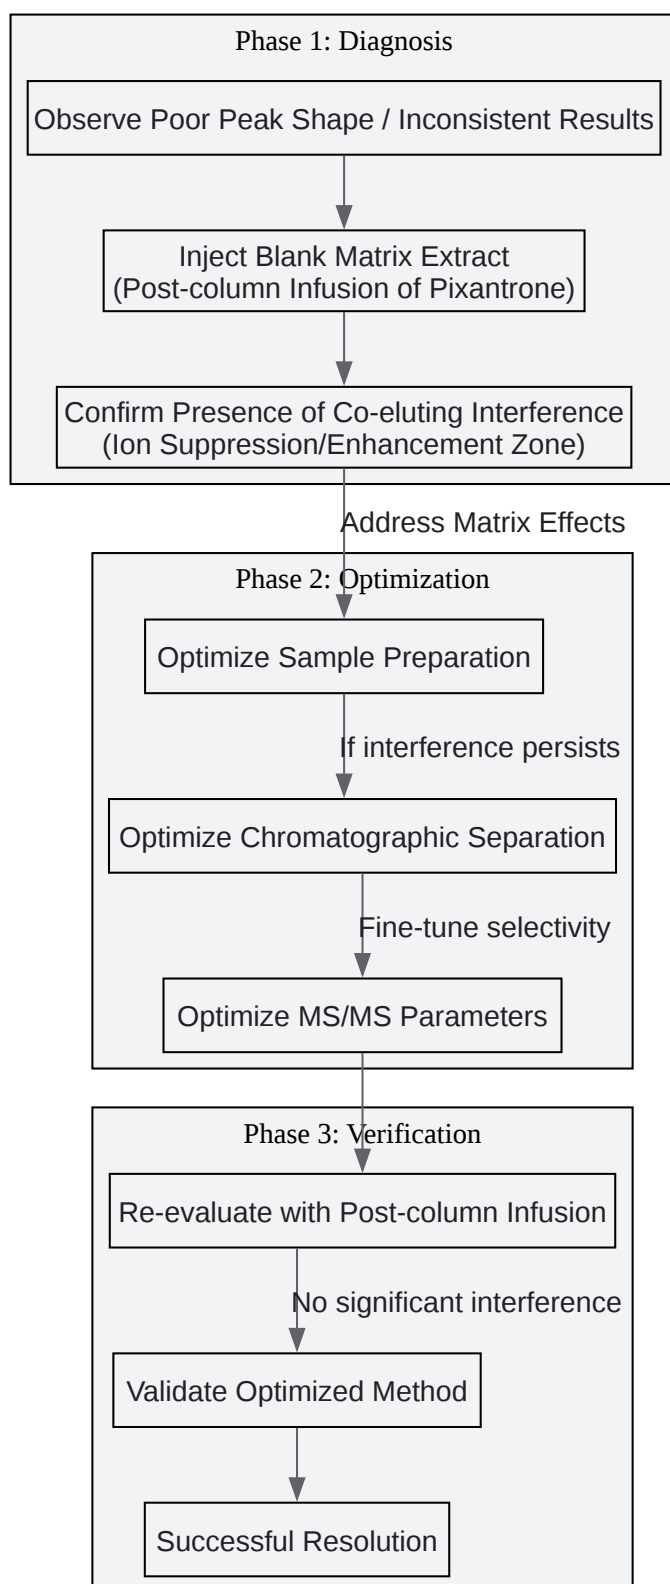 Phase 1: Diagnosis
Observe Poor Peak Shape / Inconsistent Results
Inject Blank Matrix Extract
(Post-column Infusion of Pixantrone)
Confirm Presence of Co-eluting Interference
(Ion Suppression/Enhancement Zone)
Address Matrix Effects
Phase 2: Optimization
Optimize Sample Preparation
If interference persists
Optimize Chromatographic Separation
Fine-tune selectivity
Optimize MS/MS Parameters
Phase 3: Verification
Re-evaluate with Post-column Infusion
No significant interference
Validate Optimized Method
Successful Resolution